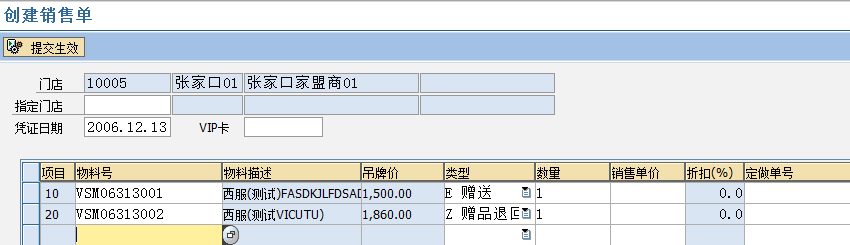 创建销售单
提交生效
门店 10005 张家口01 张家口家盟商01
指定门店
凭证日期 2006.12.13 VIP卡
项目 物料号 物料描述 吊牌价 类型 数量 销售单价 折扣(%) 定做单号
10 VSM06313001 西服(测试)FASDKJLFDSAD 1,500.00 E 赠送 1 0.0
20 VSM06313002 西服(测试VICUTU) 1,860.00 Z 赠品退回 1 0.0